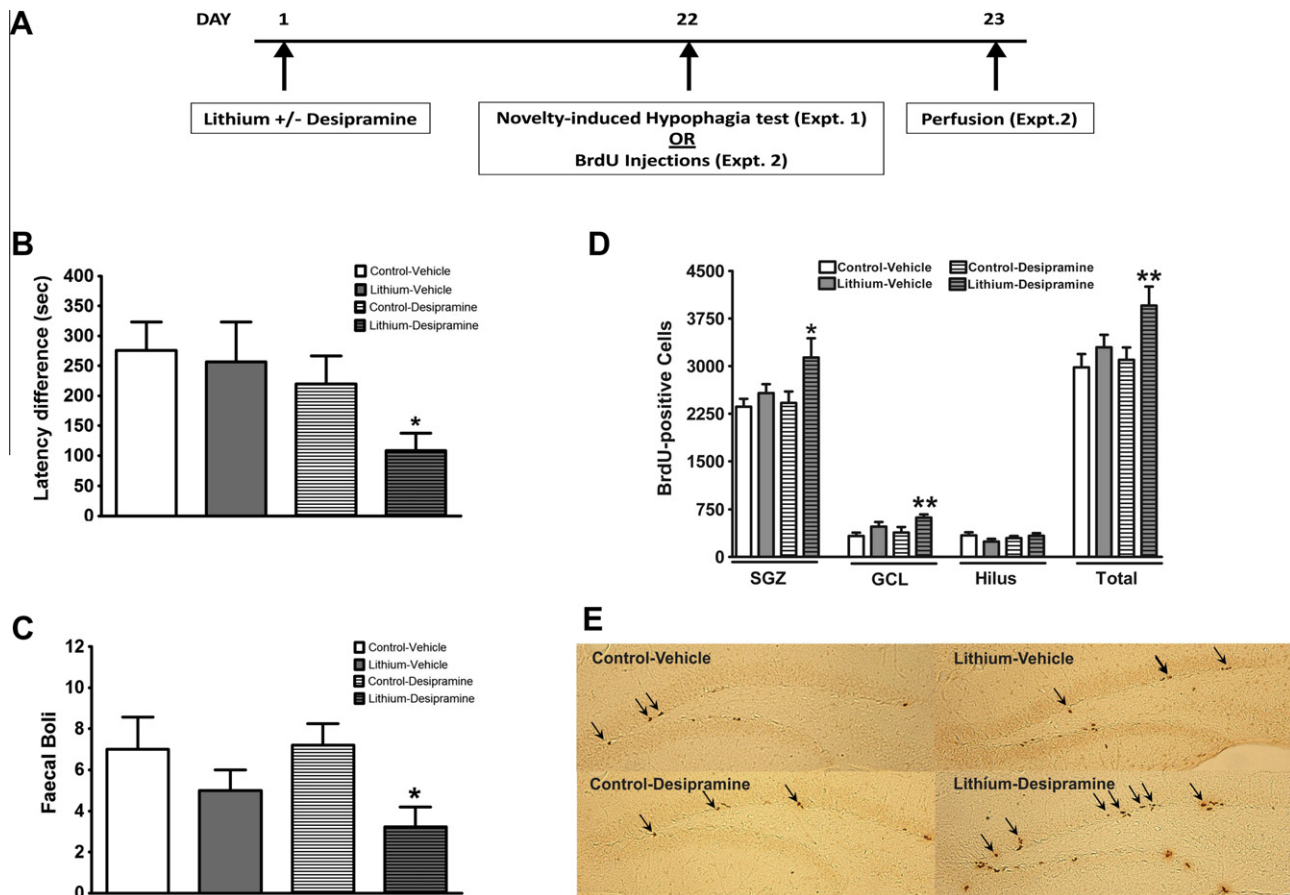 A
DAY 1 22 23
Lithium +/- Desipramine
Novelty-induced Hypophagia test (Expt. 1)
OR
BrdU Injections (Expt. 2)
Perfusion (Expt.2)
B
Latency difference (sec)
400
350
300
250
200
150
100
50
0
Control-Vehicle
Lithium-Vehicle
Control-Desipramine
Lithium-Desipramine
*
C
Faecal Boli
12
10
8
6
4
2
0
Control-Vehicle
Lithium-Vehicle
Control-Desipramine
Lithium-Desipramine
*
D
BrdU-positive Cells
4500
3750
3000
2250
1500
750
0
Control-Vehicle Control-Desipramine
Lithium-Vehicle Lithium-Desipramine
*
**
**
SGZ GCL Hilus Total
E
Control-Vehicle
Lithium-Vehicle
Control-Desipramine
Lithium-Desipramine